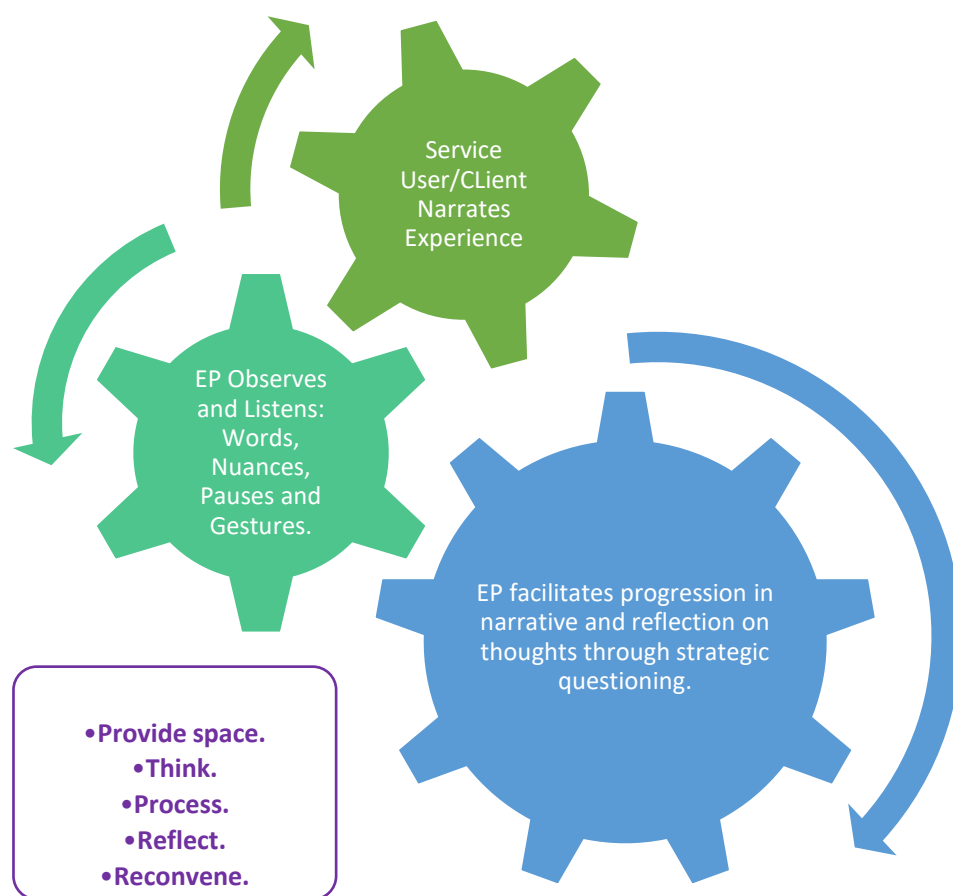 Service
User/CLient
Narrates
Experience
EP Observes
and Listens:
Words,
Nuances,
Pauses and
Gestures.
EP facilitates progression in
narrative and reflection on
thoughts through strategic
questioning.
•Provide space.
•Think.
•Process.
•Reflect.
•Reconvene.